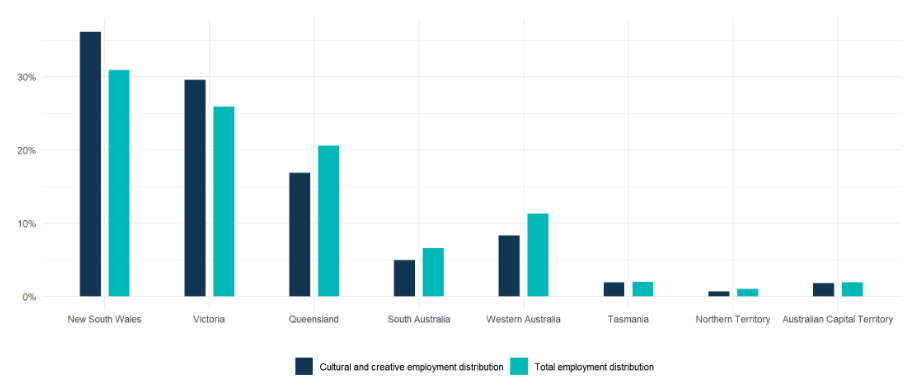 30%
20%
10%
0%
New South Wales
Victoria
Queensland
South Australia
Western Australia
Tasmania
Northern Territory
Australian Capital Territory
Cultural and creative employment distribution
Total employment distribution